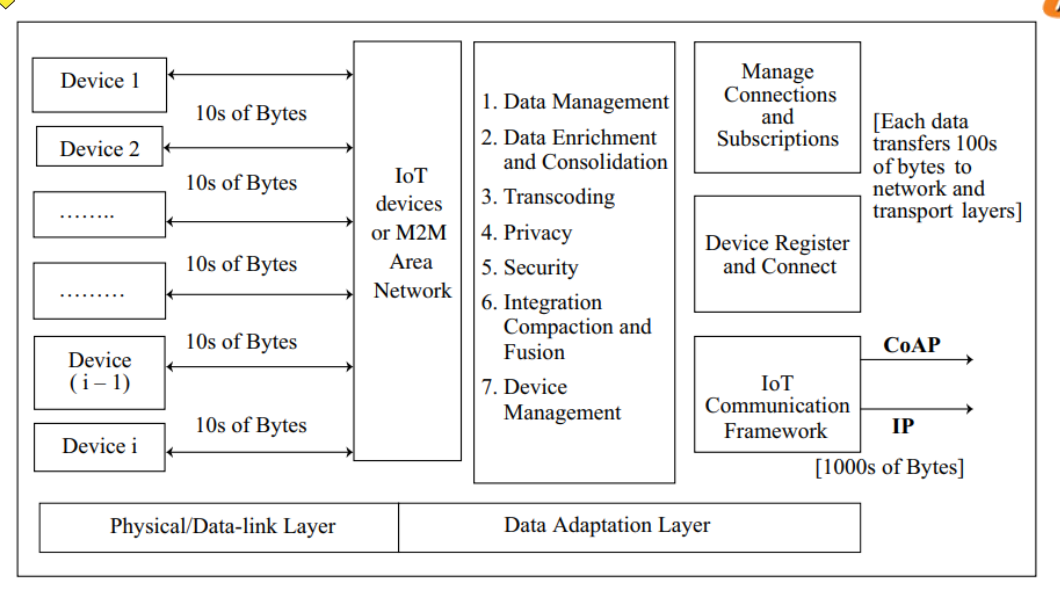 Device 1
10s of Bytes
Device 2
10s of Bytes
........
10s of Bytes
.........
10s of Bytes
Device
( i – 1)
10s of Bytes
Device i
IoT
devices
or M2M
Area
Network
1. Data Management
2. Data Enrichment
and Consolidation
3. Transcoding
4. Privacy
5. Security
6. Integration
Compaction and
Fusion
7. Device
Management
Manage
Connections
and
Subscriptions
[Each data
transfers 100s
of bytes to
network and
transport layers]
Device Register
and Connect
IoT
Communication
Framework
CoAP
IP
[1000s of Bytes]
Physical/Data-link Layer
Data Adaptation Layer